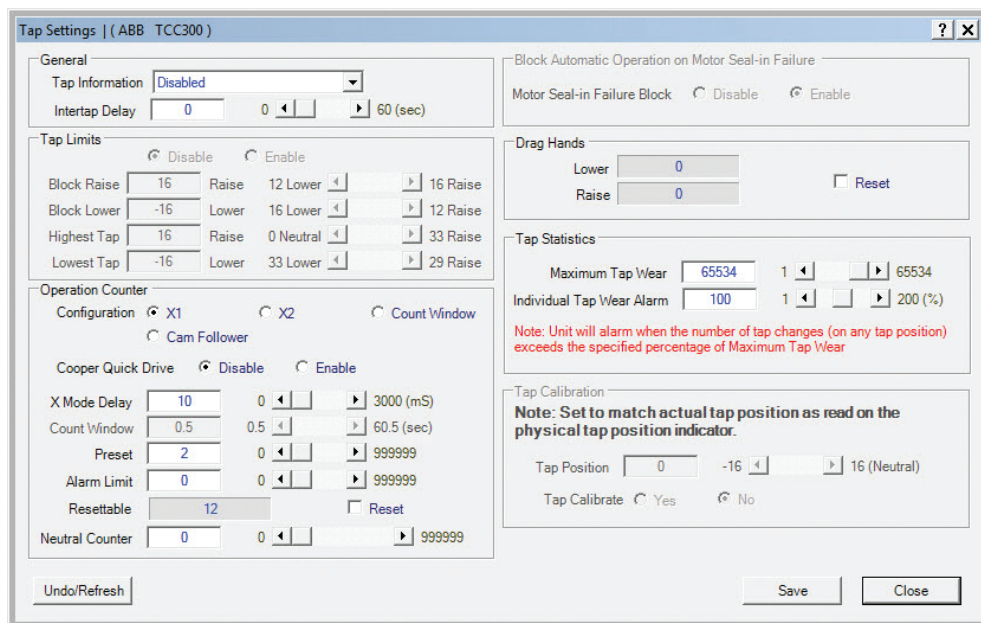 Tap Settings | ( ABB TCC300 )
? X
General
Tap Information Disabled
Intertap Delay 0 0 60 (sec)
Tap Limits
Disable Enable
Block Raise 16 Raise 12 Lower 16 Raise
Block Lower -16 Lower 16 Lower 12 Raise
Highest Tap 16 Raise 0 Neutral 33 Raise
Lowest Tap -16 Lower 33 Lower 29 Raise
Operation Counter
Configuration X1 X2 Count Window
Cam Follower
Cooper Quick Drive Disable Enable
X Mode Delay 10 0 3000 (mS)
Count Window 0.5 0.5 60.5 (sec)
Preset 2 0 999999
Alarm Limit 0 0 999999
Resettable 12 Reset
Neutral Counter 0 0 999999
Block Automatic Operation on Motor Seal-in Failure
Motor Seal-in Failure Block Disable Enable
Drag Hands
Lower 0
Raise 0
Reset
Tap Statistics
Maximum Tap Wear 65534 1 65534
Individual Tap Wear Alarm 100 1 200 (%)
Note: Unit will alarm when the number of tap changes (on any tap position)
exceeds the specified percentage of Maximum Tap Wear
Tap Calibration
Note: Set to match actual tap position as read on the
physical tap position indicator.
Tap Position 0 -16 16 (Neutral)
Tap Calibrate Yes No
Undo/Refresh Save Close